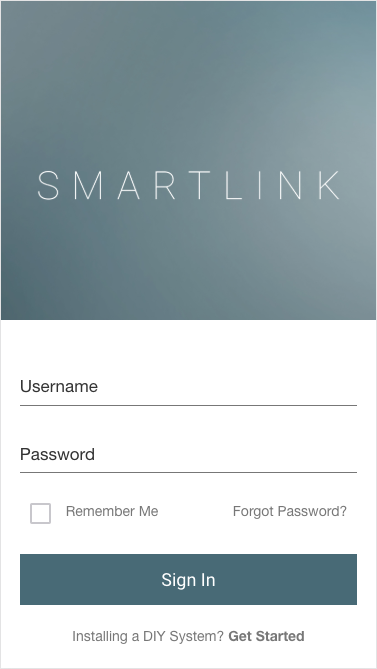 SMARTLINK
Username
Password
Remember Me Forgot Password?
Sign In
Installing a DIY System? Get Started